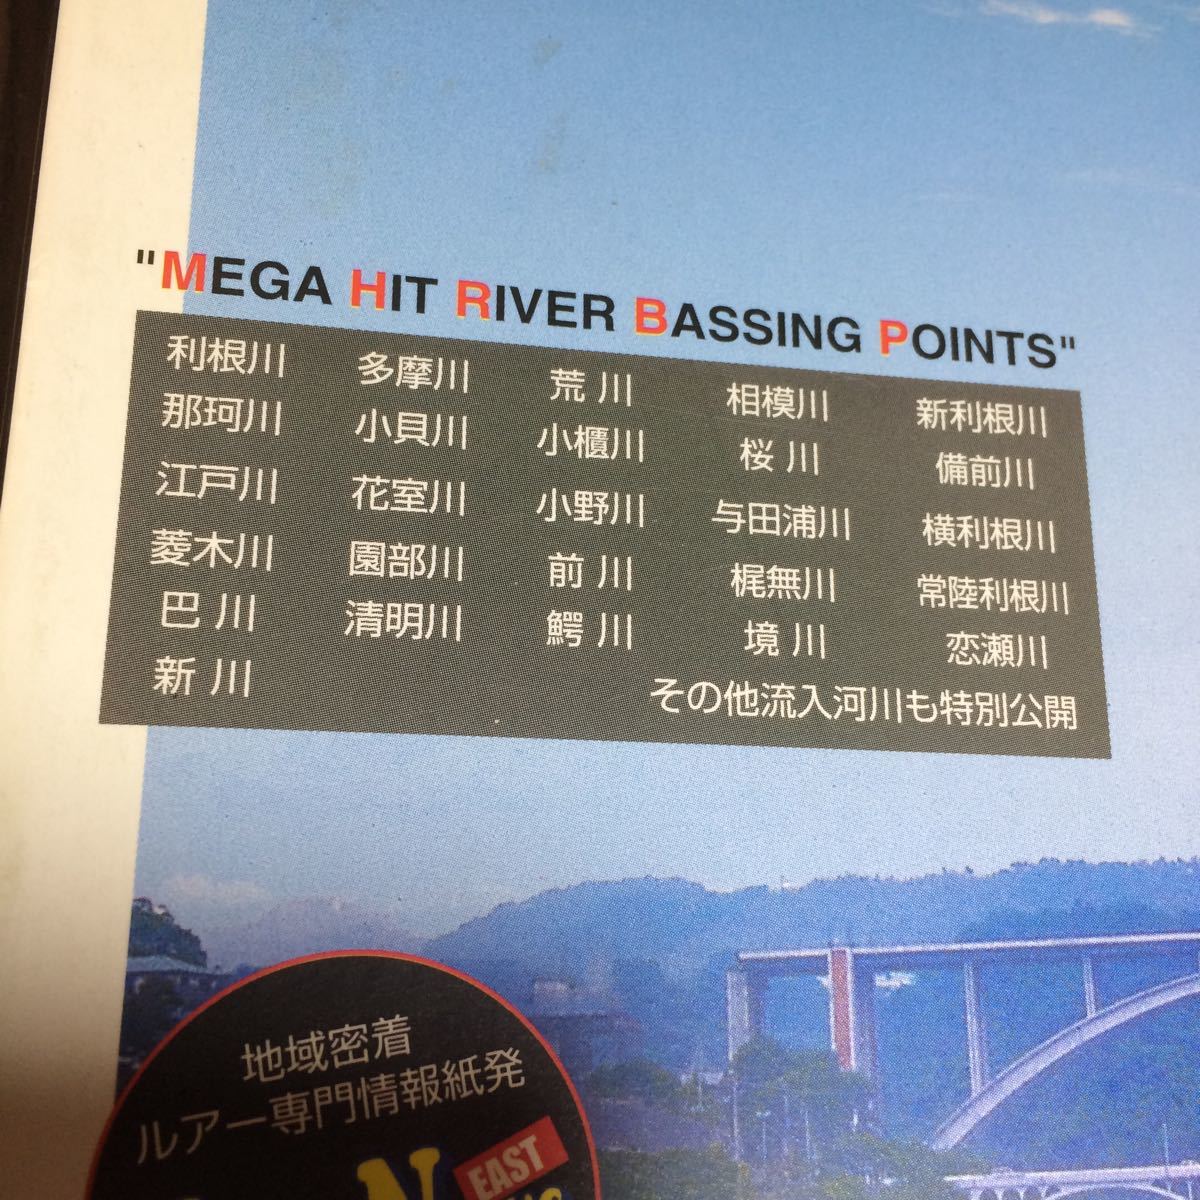 "MEGA HIT RIVER BASSING POINTS"
利根川 多摩川 荒川 相模川 新利根川
那珂川 小貝川 小櫃川 桜川 備前川
江戸川 花室川 小野川 与田浦川 横利根川
菱木川 園部川 前川 梶無川 常陸利根川
巴川 清明川 鰐川 境川 恋瀬川
新川 その他流入河川も特別公開
地域密着
ルアー専門情報紙発
EAST